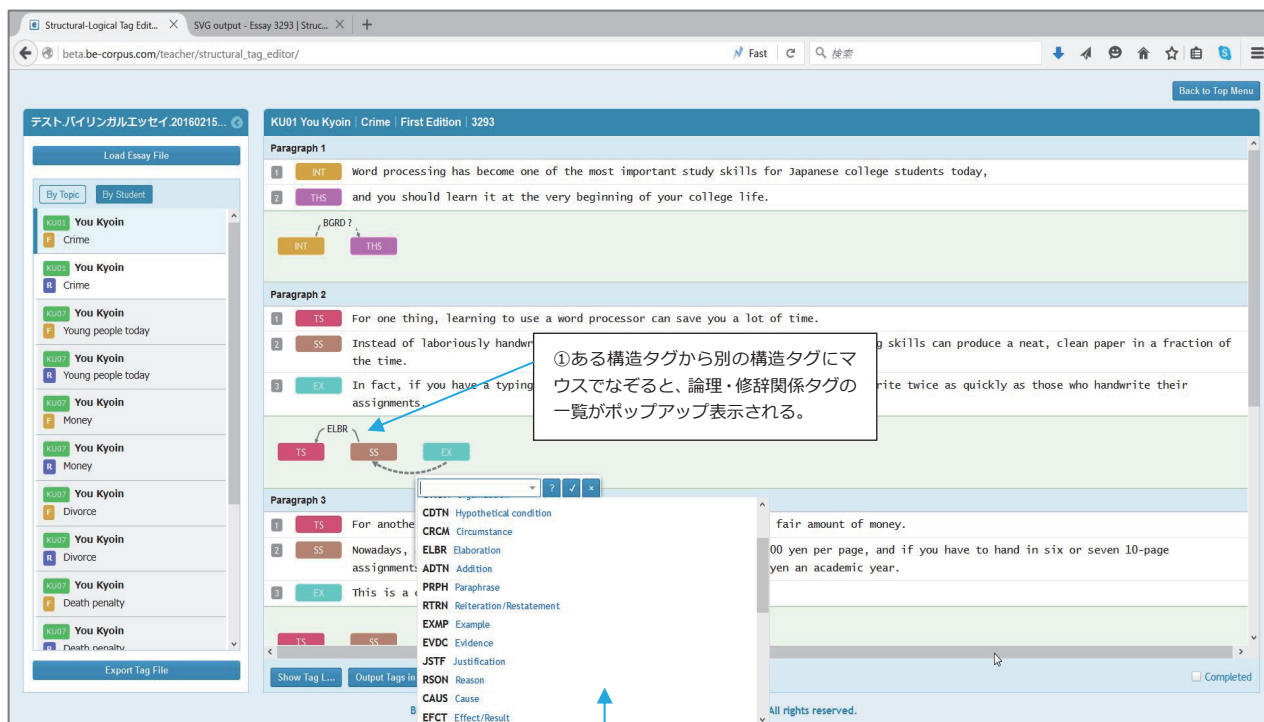 Structural-Logical Tag Edit... × SVG output - Essay 3293 | Struc... × +
beta.be-corpus.com/teacher/structural_tag_editor/ Fast 検索
Back to Top Menu
テスト.バイリンガルエッセイ.20160215...
Load Essay File
By Topic By Student
KU01 You Kyoin
F Crime
KU01 You Kyoin
R Crime
KU07 You Kyoin
F Young people today
KU07 You Kyoin
R Young people today
KU07 You Kyoin
F Money
KU07 You Kyoin
R Money
KU07 You Kyoin
F Divorce
KU07 You Kyoin
R Divorce
KU07 You Kyoin
F Death penalty
KU07 You Kyoin
R Death penalty
Export Tag File
KU01 You Kyoin | Crime | First Edition | 3293
Paragraph 1
1 INT Word processing has become one of the most important study skills for Japanese college students today,
2 THS and you should learn it at the very beginning of your college life.
BGRD ?
INT THS
Paragraph 2
1 TS For one thing, learning to use a word processor can save you a lot of time.
2 SS Instead of laboriously handwr g skills can produce a neat, clean paper in a fraction of
the time.
3 EX In fact, if you have a typing rite twice as quickly as those who handwrite their
assignments.
①ある構造タグから別の構造タグにマ
ウスでなぞると、論理・修辞関係タグの
一覧がポップアップ表示される。
ELBR
TS SS EX
? ✓ ×
Paragraph 3
1 TS For anothe fair amount of money.
2 SS Nowadays, 00 yen per page, and if you have to hand in six or seven 10-page
assignment yen an academic year.
3 EX This is a
TS SS
CDTN Hypothetical condition
CRCM Circumstance
ELBR Elaboration
ADTN Addition
PRPH Paraphrase
RTRN Reiteration/Restatement
EXMP Example
EVDC Evidence
JSTF Justification
RSON Reason
CAUS Cause
EFCT Effect/Result
Show Tag L... Output Tags in Completed
B All rights reserved.